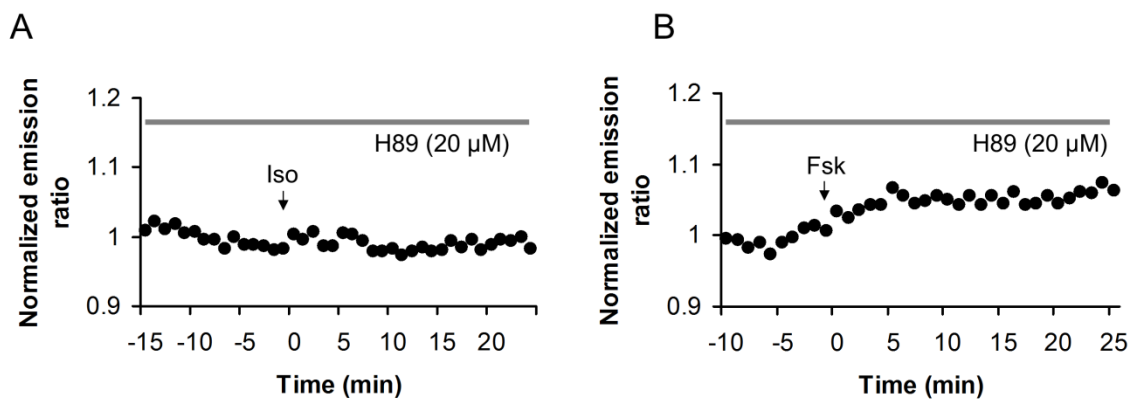 A
Normalized emission
ratio
1.2
1.1
1
0.9
H89 (20 µM)
Iso
-15 -10 -5 0 5 10 15 20
Time (min)
B
Normalized emission
ratio
1.2
1.1
1
0.9
H89 (20 µM)
Fsk
-10 -5 0 5 10 15 20 25
Time (min)